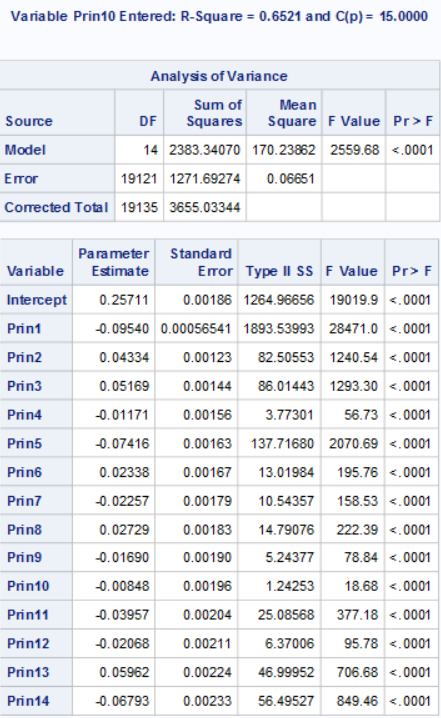 Variable Prin10 Entered: R-Square = 0.6521 and C(p) = 15.0000
Analysis of Variance
Source DF Sum of Squares Mean Square F Value Pr > F
Model 14 2383.34070 170.23862 2559.68 <.0001
Error 19121 1271.69274 0.06651
Corrected Total 19135 3655.03344
Variable Parameter Estimate Standard Error Type II SS F Value Pr > F
Intercept 0.25711 0.00186 1264.96656 19019.9 <.0001
Prin1 -0.09540 0.00056541 1893.53993 28471.0 <.0001
Prin2 0.04334 0.00123 82.50553 1240.54 <.0001
Prin3 0.05169 0.00144 86.01443 1293.30 <.0001
Prin4 -0.01171 0.00156 3.77301 56.73 <.0001
Prin5 -0.07416 0.00163 137.71680 2070.69 <.0001
Prin6 0.02338 0.00167 13.01984 195.76 <.0001
Prin7 -0.02257 0.00179 10.54357 158.53 <.0001
Prin8 0.02729 0.00183 14.79076 222.39 <.0001
Prin9 -0.01690 0.00190 5.24377 78.84 <.0001
Prin10 -0.00848 0.00196 1.24253 18.68 <.0001
Prin11 -0.03957 0.00204 25.08568 377.18 <.0001
Prin12 -0.02068 0.00211 6.37006 95.78 <.0001
Prin13 0.05962 0.00224 46.99952 706.68 <.0001
Prin14 -0.06793 0.00233 56.49527 849.46 <.0001